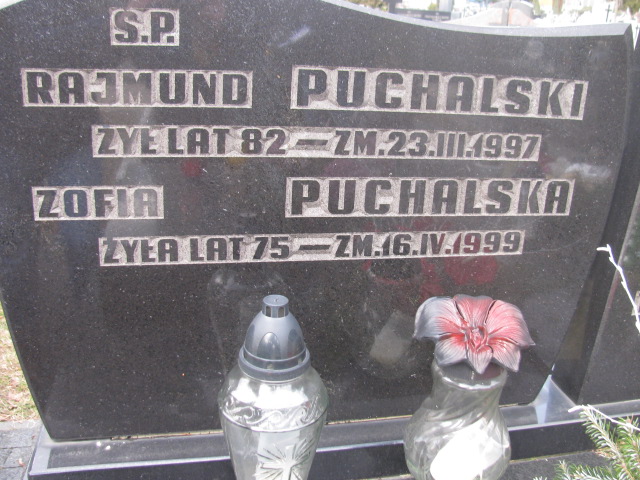 Ś.P.
RAJMUND PUCHALSKI
ŻYŁ LAT 82 — ZM. 23.III.1997
ZOFIA PUCHALSKA
ŻYŁA LAT 75 — ZM. 16.IV.1999